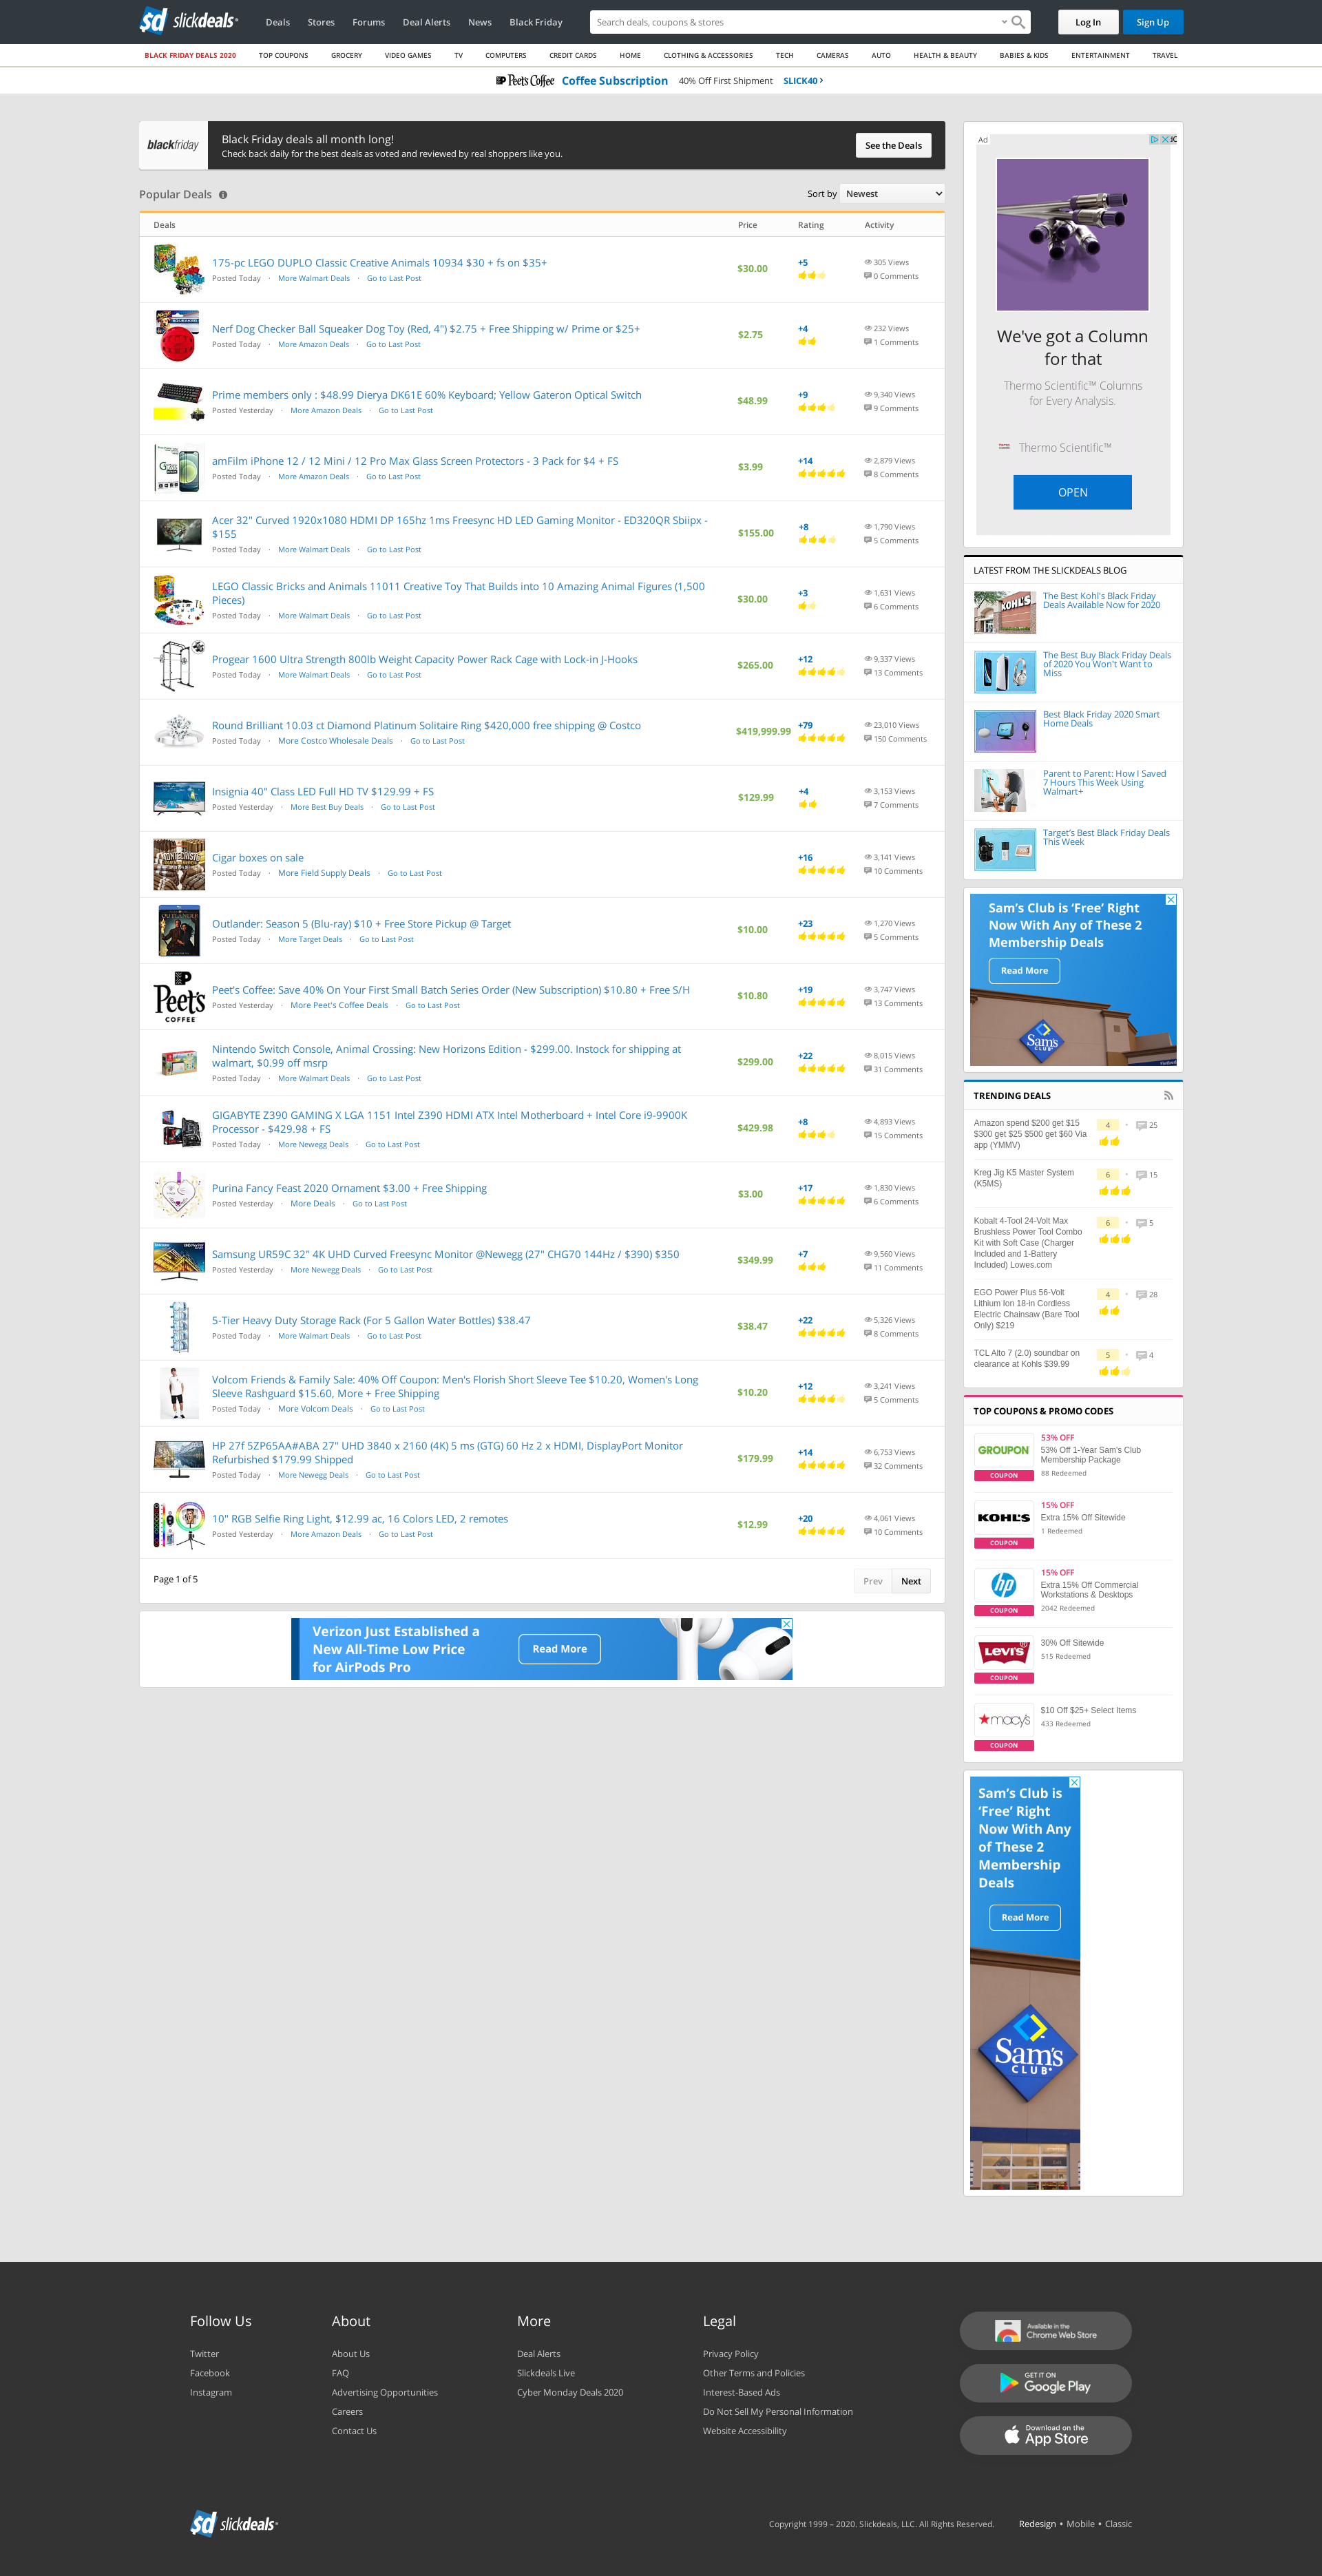 slickdeals
Deals Stores Forums Deal Alerts News Black Friday
Search deals, coupons & stores
Log In Sign Up
BLACK FRIDAY DEALS 2020 TOP COUPONS GROCERY VIDEO GAMES TV COMPUTERS CREDIT CARDS HOME CLOTHING & ACCESSORIES TECH CAMERAS AUTO HEALTH & BEAUTY BABIES & KIDS ENTERTAINMENT TRAVEL
Peet's Coffee Coffee Subscription 40% Off First Shipment SLICK40 ›
blackfriday
Black Friday deals all month long!
Check back daily for the best deals as voted and reviewed by real shoppers like you.
See the Deals
Popular Deals
Sort by Newest
Deals Price Rating Activity
175-pc LEGO DUPLO Classic Creative Animals 10934 $30 + fs on $35+
Posted Today · More Walmart Deals · Go to Last Post
$30.00
+5
305 Views
0 Comments
Nerf Dog Checker Ball Squeaker Dog Toy (Red, 4") $2.75 + Free Shipping w/ Prime or $25+
Posted Today · More Amazon Deals · Go to Last Post
$2.75
+4
232 Views
1 Comments
Prime members only : $48.99 Dierya DK61E 60% Keyboard; Yellow Gateron Optical Switch
Posted Yesterday · More Amazon Deals · Go to Last Post
$48.99
+9
9,340 Views
9 Comments
amFilm iPhone 12 / 12 Mini / 12 Pro Max Glass Screen Protectors - 3 Pack for $4 + FS
Posted Today · More Amazon Deals · Go to Last Post
$3.99
+14
2,879 Views
8 Comments
Acer 32" Curved 1920x1080 HDMI DP 165hz 1ms Freesync HD LED Gaming Monitor - ED320QR Sbiipx -
$155
Posted Today · More Walmart Deals · Go to Last Post
$155.00
+8
1,790 Views
5 Comments
LEGO Classic Bricks and Animals 11011 Creative Toy That Builds into 10 Amazing Animal Figures (1,500
Pieces)
Posted Today · More Walmart Deals · Go to Last Post
$30.00
+3
1,631 Views
6 Comments
Progear 1600 Ultra Strength 800lb Weight Capacity Power Rack Cage with Lock-in J-Hooks
Posted Today · More Walmart Deals · Go to Last Post
$265.00
+12
9,337 Views
13 Comments
Round Brilliant 10.03 ct Diamond Platinum Solitaire Ring $420,000 free shipping @ Costco
Posted Today · More Costco Wholesale Deals · Go to Last Post
$419,999.99
+79
23,010 Views
150 Comments
Insignia 40" Class LED Full HD TV $129.99 + FS
Posted Yesterday · More Best Buy Deals · Go to Last Post
$129.99
+4
3,153 Views
7 Comments
Cigar boxes on sale
Posted Today · More Field Supply Deals · Go to Last Post
+16
3,141 Views
10 Comments
Outlander: Season 5 (Blu-ray) $10 + Free Store Pickup @ Target
Posted Today · More Target Deals · Go to Last Post
$10.00
+23
1,270 Views
5 Comments
Peet's
COFFEE
Peet's Coffee: Save 40% On Your First Small Batch Series Order (New Subscription) $10.80 + Free S/H
Posted Yesterday · More Peet's Coffee Deals · Go to Last Post
$10.80
+19
3,747 Views
13 Comments
Nintendo Switch Console, Animal Crossing: New Horizons Edition - $299.00. Instock for shipping at
walmart, $0.99 off msrp
Posted Today · More Walmart Deals · Go to Last Post
$299.00
+22
8,015 Views
31 Comments
GIGABYTE Z390 GAMING X LGA 1151 Intel Z390 HDMI ATX Intel Motherboard + Intel Core i9-9900K
Processor - $429.98 + FS
Posted Today · More Newegg Deals · Go to Last Post
$429.98
+8
4,893 Views
15 Comments
Purina Fancy Feast 2020 Ornament $3.00 + Free Shipping
Posted Yesterday · More Deals · Go to Last Post
$3.00
+17
1,830 Views
6 Comments
Samsung UR59C 32" 4K UHD Curved Freesync Monitor @Newegg (27" CHG70 144Hz / $390) $350
Posted Yesterday · More Newegg Deals · Go to Last Post
$349.99
+7
9,560 Views
11 Comments
5-Tier Heavy Duty Storage Rack (For 5 Gallon Water Bottles) $38.47
Posted Today · More Walmart Deals · Go to Last Post
$38.47
+22
5,326 Views
8 Comments
Volcom Friends & Family Sale: 40% Off Coupon: Men's Florish Short Sleeve Tee $10.20, Women's Long
Sleeve Rashguard $15.60, More + Free Shipping
Posted Today · More Volcom Deals · Go to Last Post
$10.20
+12
3,241 Views
5 Comments
HP 27f 5ZP65AA#ABA 27" UHD 3840 x 2160 (4K) 5 ms (GTG) 60 Hz 2 x HDMI, DisplayPort Monitor
Refurbished $179.99 Shipped
Posted Today · More Newegg Deals · Go to Last Post
$179.99
+14
6,753 Views
32 Comments
10" RGB Selfie Ring Light, $12.99 ac, 16 Colors LED, 2 remotes
Posted Yesterday · More Amazon Deals · Go to Last Post
$12.99
+20
4,061 Views
10 Comments
Page 1 of 5
Prev Next
Verizon Just Established a
New All-Time Low Price
for AirPods Pro
Read More
Ad
We've got a Column
for that
Thermo Scientific™ Columns
for Every Analysis.
Thermo Scientific™
OPEN
LATEST FROM THE SLICKDEALS BLOG
KOHL'S
The Best Kohl's Black Friday
Deals Available Now for 2020
The Best Buy Black Friday Deals
of 2020 You Won't Want to
Miss
Best Black Friday 2020 Smart
Home Deals
Parent to Parent: How I Saved
7 Hours This Week Using
Walmart+
Target's Best Black Friday Deals
This Week
Sam's Club is ‘Free’ Right
Now With Any of These 2
Membership Deals
Read More
Sam's
CLUB
TRENDING DEALS
Amazon spend $200 get $15
$300 get $25 $500 get $60 Via
app (YMMV)
4 • 25
Kreg Jig K5 Master System
(K5MS)
6 • 15
Kobalt 4-Tool 24-Volt Max
Brushless Power Tool Combo
Kit with Soft Case (Charger
Included and 1-Battery
Included) Lowes.com
6 • 5
EGO Power Plus 56-Volt
Lithium Ion 18-in Cordless
Electric Chainsaw (Bare Tool
Only) $219
4 • 28
TCL Alto 7 (2.0) soundbar on
clearance at Kohls $39.99
5 • 4
TOP COUPONS & PROMO CODES
GROUPON
COUPON
53% OFF
53% Off 1-Year Sam's Club
Membership Package
88 Redeemed
KOHL'S
COUPON
15% OFF
Extra 15% Off Sitewide
1 Redeemed
hp
COUPON
15% OFF
Extra 15% Off Commercial
Workstations & Desktops
2042 Redeemed
LEVI'S
COUPON
30% Off Sitewide
515 Redeemed
macy's
COUPON
$10 Off $25+ Select Items
433 Redeemed
Sam's Club is
‘Free’ Right
Now With Any
of These 2
Membership
Deals
Read More
Sam's
CLUB
Follow Us
Twitter
Facebook
Instagram
About
About Us
FAQ
Advertising Opportunities
Careers
Contact Us
More
Deal Alerts
Slickdeals Live
Cyber Monday Deals 2020
Legal
Privacy Policy
Other Terms and Policies
Interest-Based Ads
Do Not Sell My Personal Information
Website Accessibility
Available in the
Chrome Web Store
GET IT ON
Google Play
Download on the
App Store
slickdeals
Copyright 1999 – 2020. Slickdeals, LLC. All Rights Reserved.
Redesign • Mobile • Classic